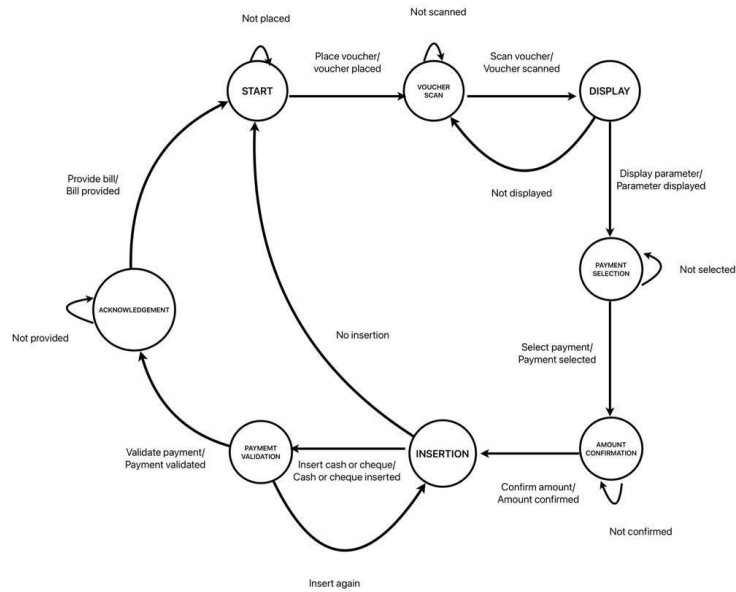 Not placed
Not scanned
Place voucher/
voucher placed
Scan voucher/
Voucher scanned
START
VOUCHER
SCAN
DISPLAY
Not displayed
Display parameter/
Parameter displayed
Provide bill/
Bill provided
PAYMENT
SELECTION
Not selected
ACKNOWLEDGEMENT
Not provided
No insertion
Select payment/
Payment selected
Validate payment/
Payment validated
PAYMEMT
VALIDATION
Insert cash or cheque/
Cash or cheque inserted
INSERTION
AMOUNT
CONFIRMATION
Confirm amount/
Amount confirmed
Not confirmed
Insert again